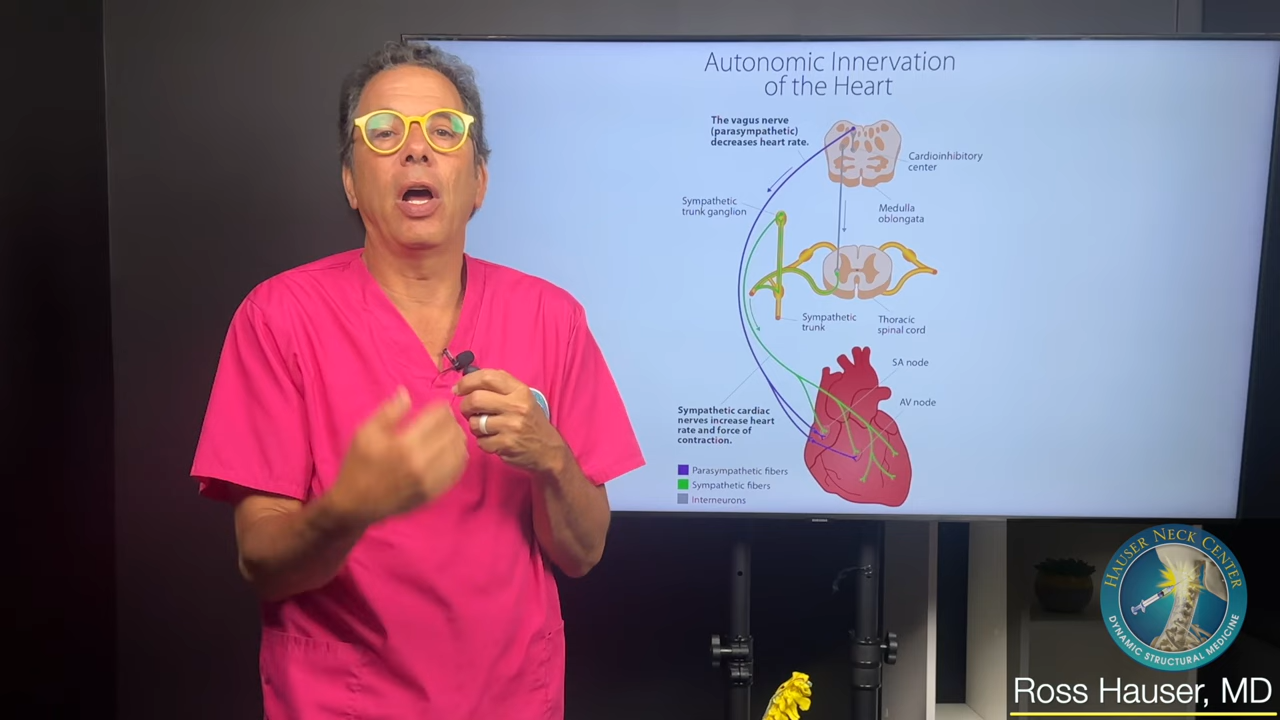 Autonomic Innervation
of the Heart
The vagus nerve
(parasympathetic)
decreases heart rate.
Cardioinhibitory
center
Sympathetic
trunk ganglion
Medulla
oblongata
Sympathetic
trunk
Thoracic
spinal cord
SA node
AV node
Sympathetic cardiac
nerves increase heart
rate and force of
contraction.
Parasympathetic fibers
Sympathetic fibers
Interneurons
HAUSER NECK CENTER
DYNAMIC STRUCTURAL MEDICINE
Ross Hauser, MD